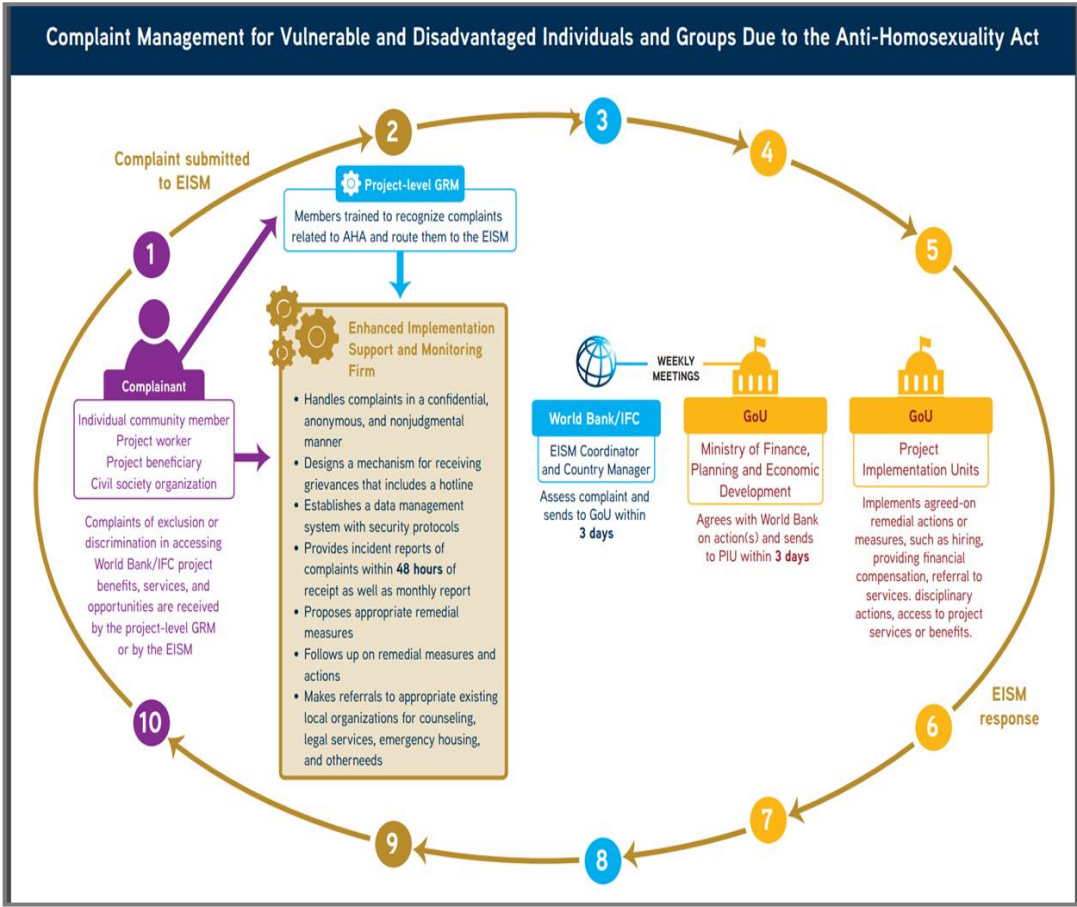 Complaint Management for Vulnerable and Disadvantaged Individuals and Groups Due to the Anti-Homosexuality Act
Complaint submitted
to EISM
1
2
3
4
5
Project-level GRM
Members trained to recognize complaints
related to AHA and route them to the EISM
Complainant
Individual community member
Project worker
Project beneficiary
Civil society organization
Complaints of exclusion or
discrimination in accessing
World Bank/IFC project
benefits, services, and
opportunities are received
by the project-level GRM
or by the EISM
Enhanced Implementation
Support and Monitoring
Firm
• Handles complaints in a confidential,
anonymous, and nonjudgmental
manner
• Designs a mechanism for receiving
grievances that includes a hotline
• Establishes a data management
system with security protocols
• Provides incident reports of
complaints within 48 hours of
receipt as well as monthly report
• Proposes appropriate remedial
measures
• Follows up on remedial measures and
actions
• Makes referrals to appropriate existing
local organizations for counseling,
legal services, emergency housing,
and otherneeds
WEEKLY
MEETINGS
World Bank/IFC
EISM Coordinator
and Country Manager
Assess complaint and
sends to GoU within
3 days
GoU
Ministry of Finance,
Planning and Economic
Development
Agrees with World Bank
on action(s) and sends
to PIU within 3 days
GoU
Project
Implementation Units
Implements agreed-on
remedial actions or
measures, such as hiring,
providing financial
compensation, referral to
services. disciplinary
actions, access to project
services or benefits.
EISM
response
6
7
8
9
10